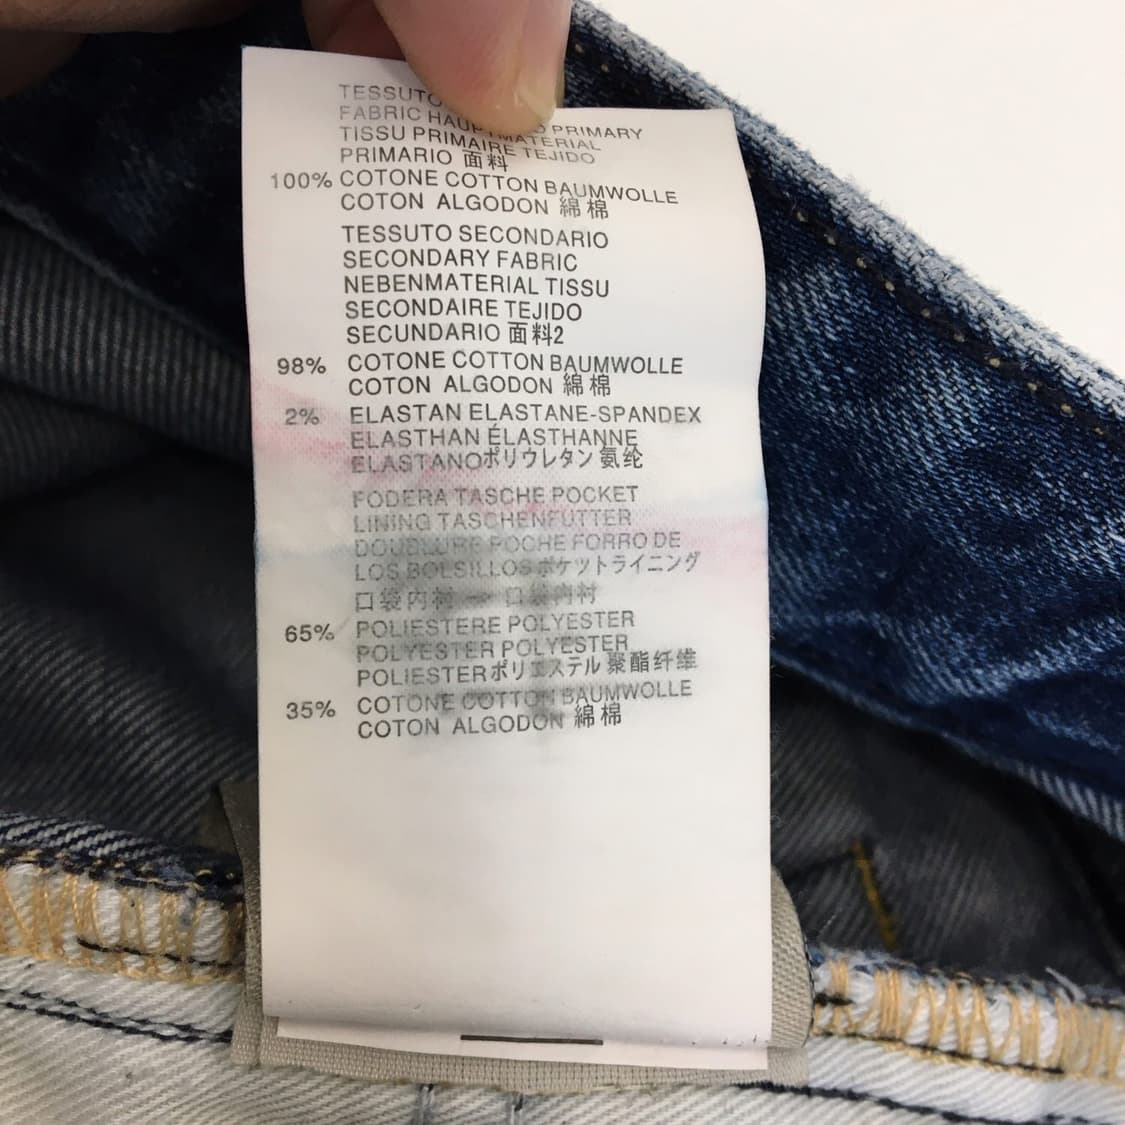 TESSUTO
FABRIC HAUPTMATERIAL PRIMARY
TISSU PRIMAIRE TEJIDO
PRIMARIO 面料
100% COTONE COTTON BAUMWOLLE
COTON ALGODON 綿 棉
TESSUTO SECONDARIO
SECONDARY FABRIC
NEBENMATERIAL TISSU
SECONDAIRE TEJIDO
SECUNDARIO 面料2
98% COTONE COTTON BAUMWOLLE
COTON ALGODON 綿 棉
2% ELASTAN ELASTANE-SPANDEX
ELASTHAN ÉLASTHANNE
ELASTANOポリウレタン 氨纶
FODERA TASCHE POCKET
LINING TASCHENFUTTER
DOUBLURE POCHE FORRO DE
LOS BOLSILLOSポケットライニング
口袋内村 口袋内村
65% POLIESTERE POLYESTER
POLYESTER POLYESTER
POLIESTERポリエステル 聚酯纤维
35% COTONE COTTON BAUMWOLLE
COTON ALGODON 綿 棉